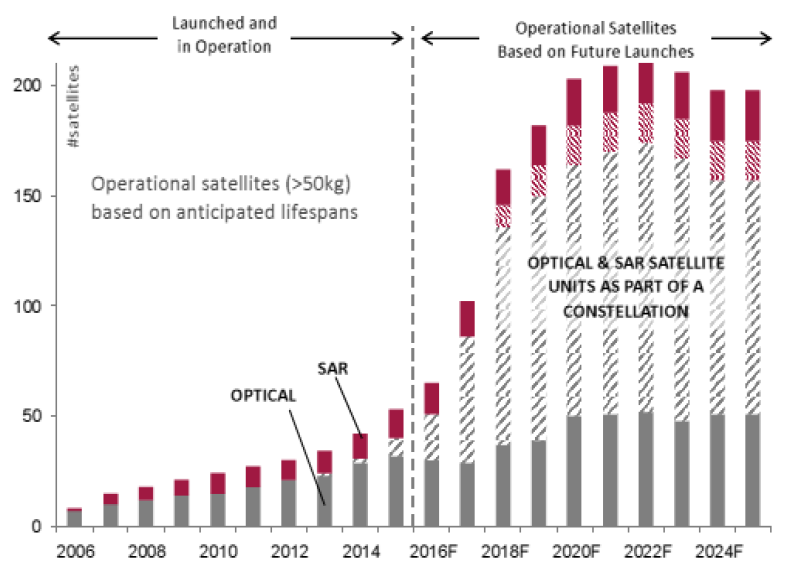 Launched and
in Operation
Operational Satellites
Based on Future Launches
#satellites
200
150
100
50
0
Operational satellites (>50kg)
based on anticipated lifespans
OPTICAL & SAR SATELLITE
UNITS AS PART OF A
CONSTELLATION
SAR
OPTICAL
2006 2008 2010 2012 2014 2016F 2018F 2020F 2022F 2024F